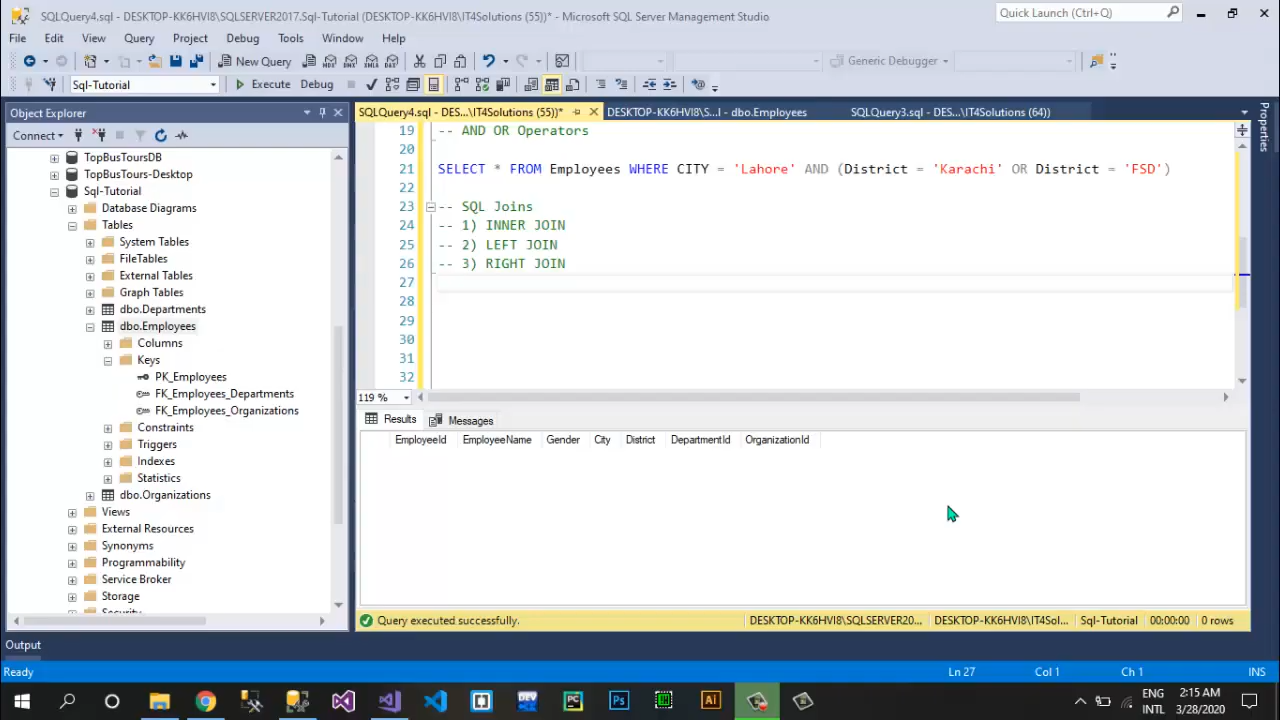 SQLQuery4.sql - DESKTOP-KK6HVI8\SQLSERVER2017.Sql-Tutorial (DESKTOP-KK6HVI8\IT4Solutions (55))* - Microsoft SQL Server Management Studio
Quick Launch (Ctrl+Q)
File Edit View Query Project Debug Tools Window Help
New Query
Generic Debugger
Sql-Tutorial
Execute Debug
Object Explorer
SQLQuery4.sql - DES...\IT4Solutions (55))*
DESKTOP-KK6HVI8\S...l - dbo.Employees
SQLQuery3.sql - DES...\IT4Solutions (64))
Properties
Connect
TopBusToursDB
TopBusTours-Desktop
Sql-Tutorial
Database Diagrams
Tables
System Tables
FileTables
External Tables
Graph Tables
dbo.Departments
dbo.Employees
Columns
Keys
PK_Employees
FK_Employees_Departments
FK_Employees_Organizations
Constraints
Triggers
Indexes
Statistics
dbo.Organizations
Views
External Resources
Synonyms
Programmability
Service Broker
Storage
Security
19 -- AND OR Operators
20
21 SELECT * FROM Employees WHERE CITY = 'Lahore' AND (District = 'Karachi' OR District = 'FSD')
22
23 -- SQL Joins
24 -- 1) INNER JOIN
25 -- 2) LEFT JOIN
26 -- 3) RIGHT JOIN
27
28
29
30
31
32
119 %
Results Messages
EmployeeId EmployeeName Gender City District DepartmentId OrganizationId
Query executed successfully.
DESKTOP-KK6HVI8\SQLSERVER20... DESKTOP-KK6HVI8\IT4Sol... Sql-Tutorial 00:00:00 0 rows
Output
Ready
Ln 27 Col 1 Ch 1 INS
ENG
INTL
2:15 AM
3/28/2020